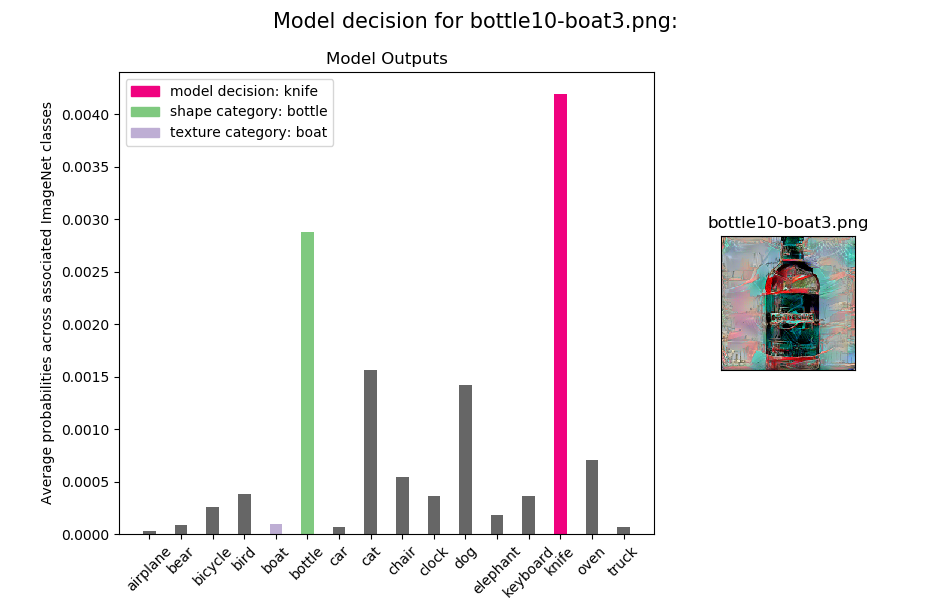 Model decision for bottle10-boat3.png:
Model Outputs
model decision: knife
shape category: bottle
texture category: boat
Average probabilities across associated ImageNet classes
0.0040
0.0035
0.0030
0.0025
0.0020
0.0015
0.0010
0.0005
0.0000
airplane
bear
bicycle
bird
boat
bottle
car
cat
chair
clock
dog
elephant
keyboard
knife
oven
truck
bottle10-boat3.png